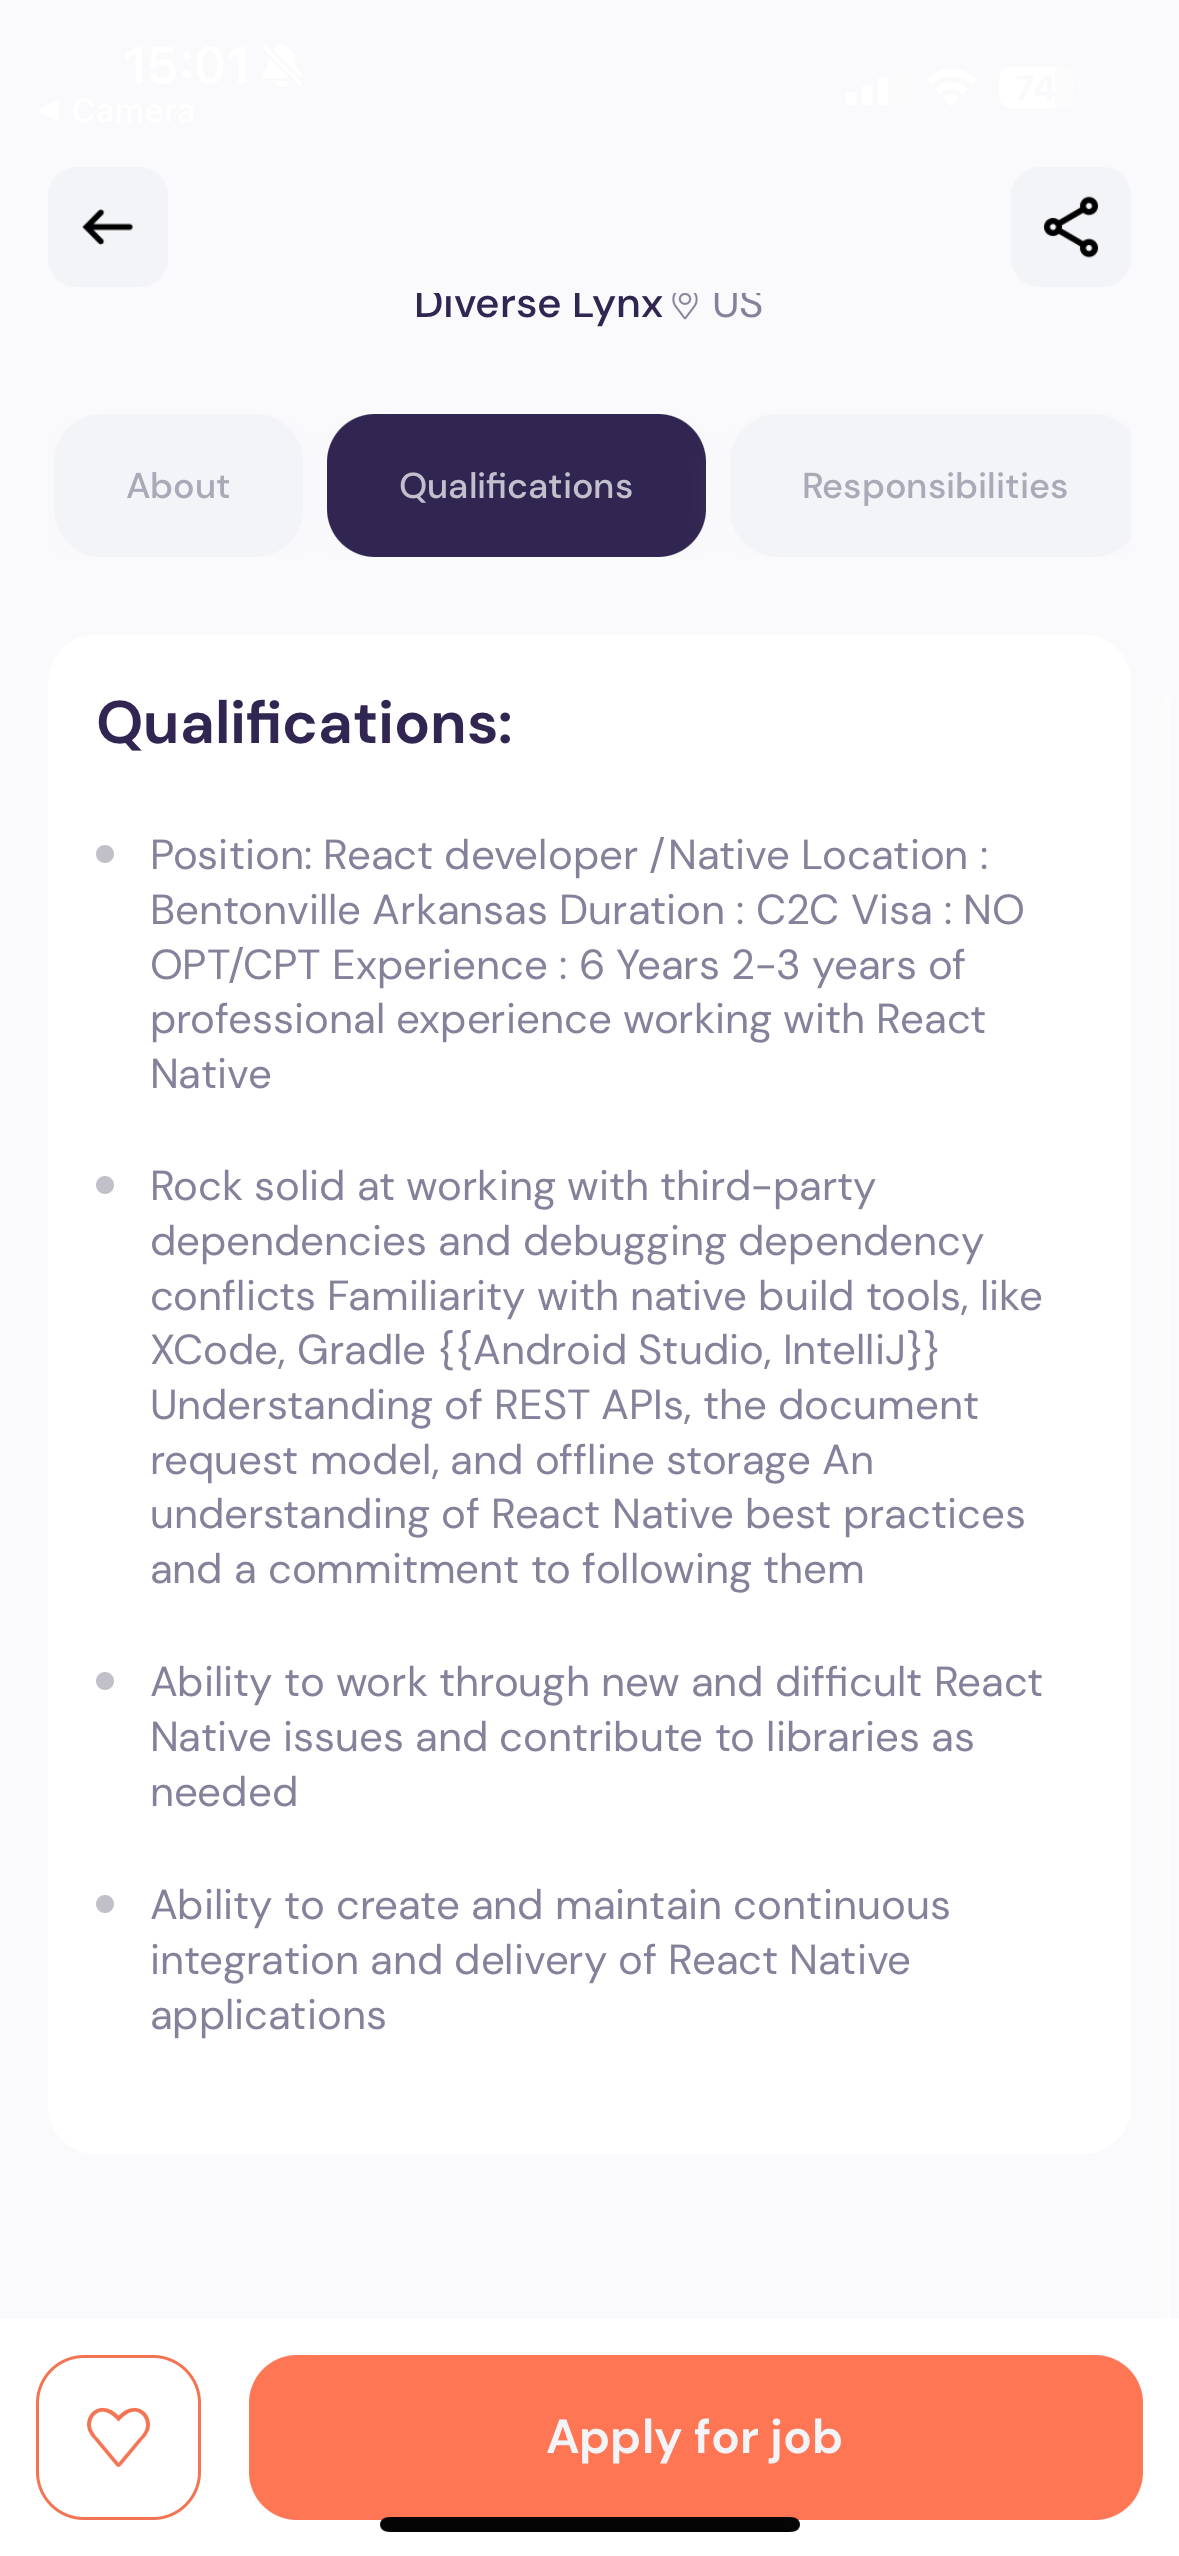 15:01
◀ Camera
74
Diverse Lynx US
About
Qualifications
Responsibilities
Qualifications:
Position: React developer /Native Location :
Bentonville Arkansas Duration : C2C Visa : NO
OPT/CPT Experience : 6 Years 2-3 years of
professional experience working with React
Native
Rock solid at working with third-party
dependencies and debugging dependency
conflicts Familiarity with native build tools, like
XCode, Gradle {{Android Studio, IntelliJ}}
Understanding of REST APIs, the document
request model, and offline storage An
understanding of React Native best practices
and a commitment to following them
Ability to work through new and difficult React
Native issues and contribute to libraries as
needed
Ability to create and maintain continuous
integration and delivery of React Native
applications
Apply for job